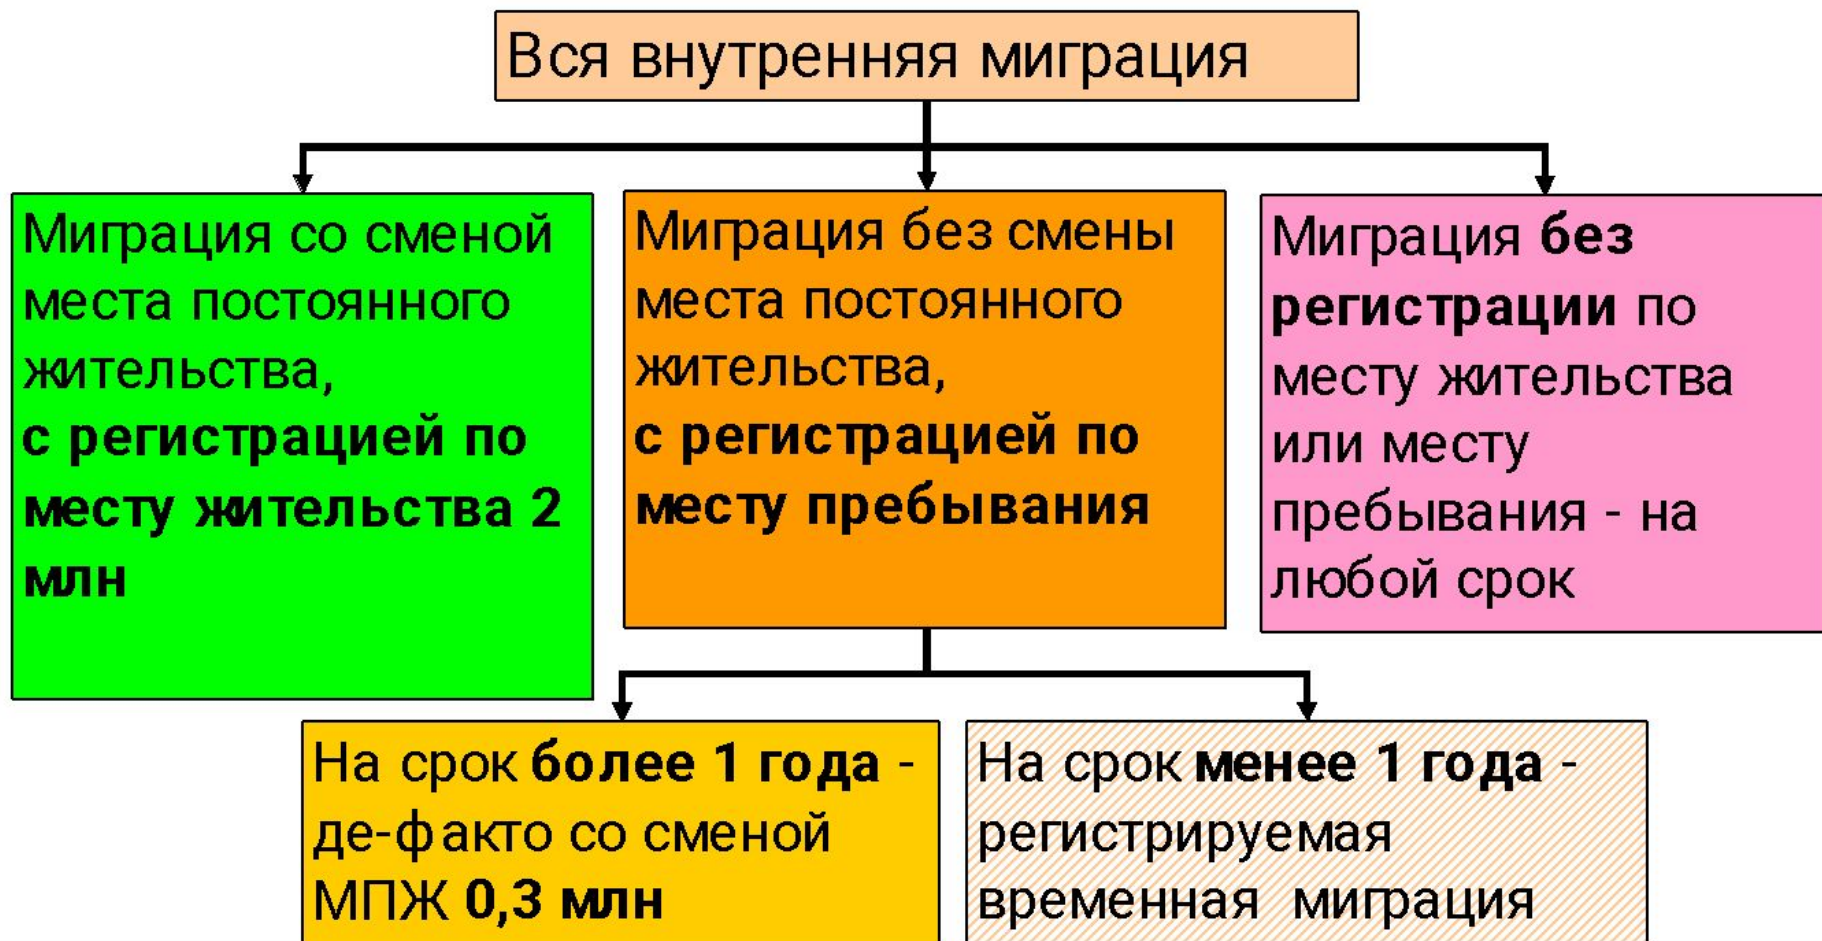 Вся внутренняя миграция
Миграция со сменой
места постоянного
жительства,
с регистрацией по
месту жительства 2
млн
Миграция без смены
места постоянного
жительства,
с регистрацией по
месту пребывания
Миграция без
регистрации по
месту жительства
или месту
пребывания - на
любой срок
На срок более 1 года -
де-факто со сменой
МПЖ 0,3 млн
На срок менее 1 года -
регистрируемая
временная миграция